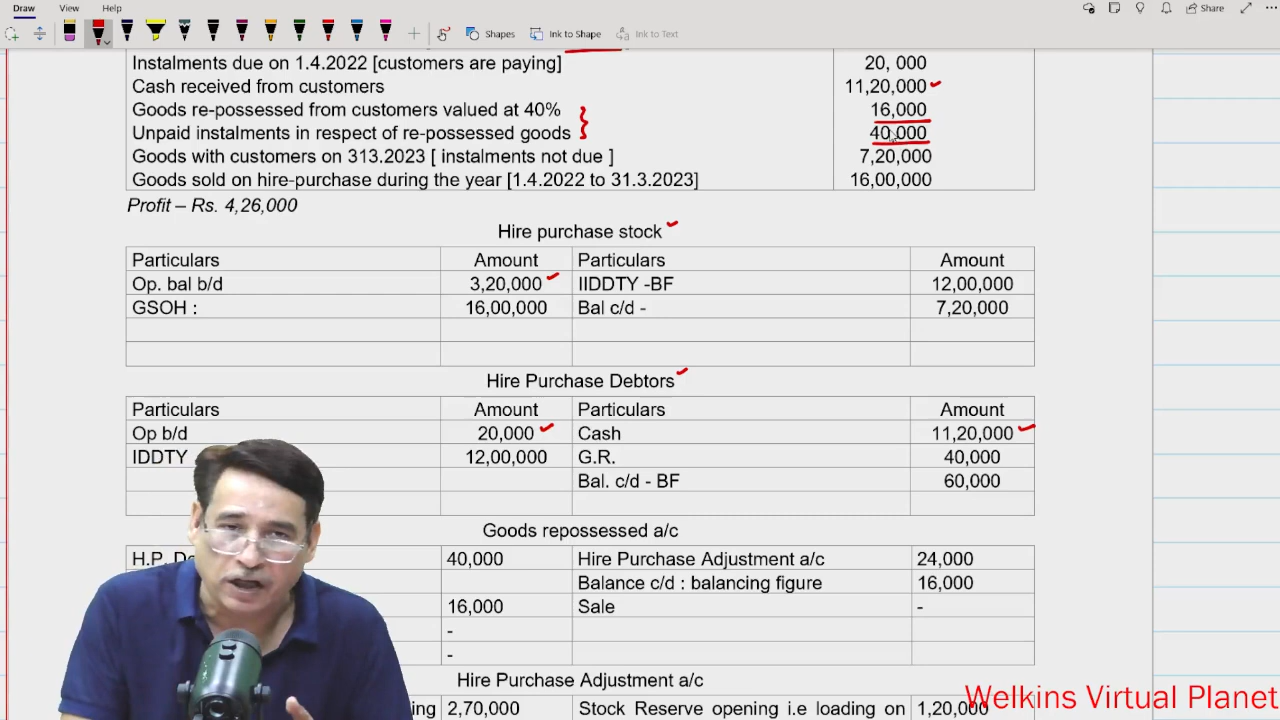 Draw View Help
Share
Shapes Ink to Shape Ink to Text
Instalments due on 1.4.2022 [customers are paying] 20, 000
Cash received from customers 11,20,000
Goods re-possessed from customers valued at 40% 16,000
Unpaid instalments in respect of re-possessed goods 40,000
Goods with customers on 313.2023 [ instalments not due ] 7,20,000
Goods sold on hire-purchase during the year [1.4.2022 to 31.3.2023] 16,00,000
Profit – Rs. 4,26,000
Hire purchase stock
Particulars Amount Particulars Amount
Op. bal b/d 3,20,000 IIDDTY -BF 12,00,000
GSOH : 16,00,000 Bal c/d - 7,20,000
Hire Purchase Debtors
Particulars Amount Particulars Amount
Op b/d 20,000 Cash 11,20,000
IDDTY 12,00,000 G.R. 40,000
Bal. c/d - BF 60,000
Goods repossessed a/c
H.P. 40,000 Hire Purchase Adjustment a/c 24,000
Balance c/d : balancing figure 16,000
16,000 Sale -
-
-
Hire Purchase Adjustment a/c
2,70,000 Stock Reserve opening i.e loading on 1,20,000
Welkins Virtual Planet